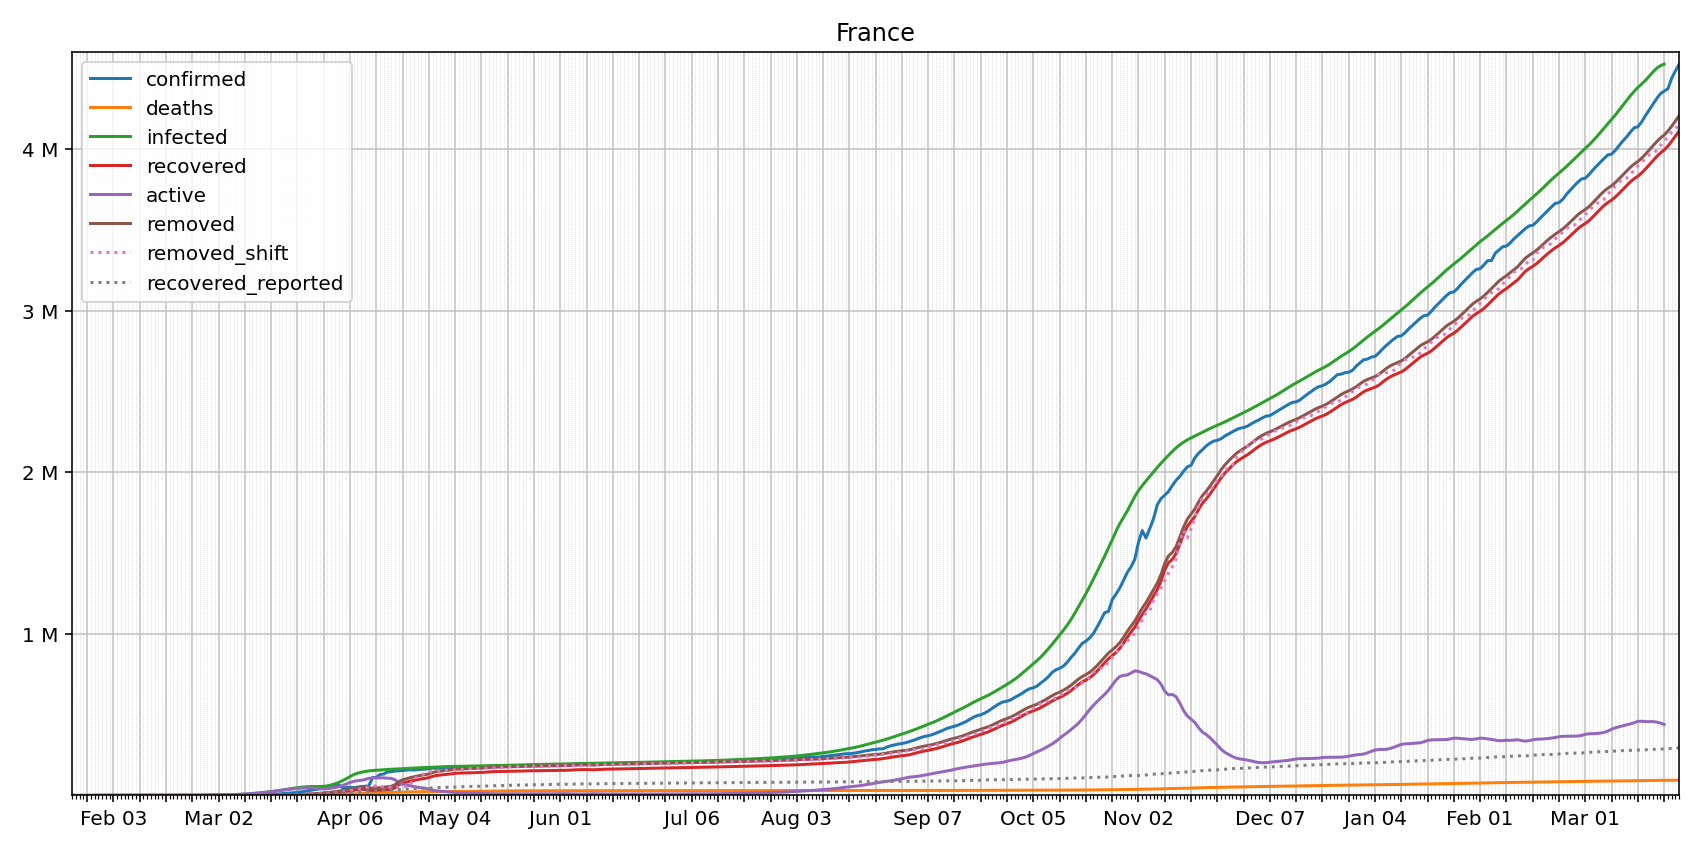 France
confirmed
deaths
infected
recovered
active
removed
removed_shift
recovered_reported
4 M
3 M
2 M
1 M
Feb 03 Mar 02 Apr 06 May 04 Jun 01 Jul 06 Aug 03 Sep 07 Oct 05 Nov 02 Dec 07 Jan 04 Feb 01 Mar 01